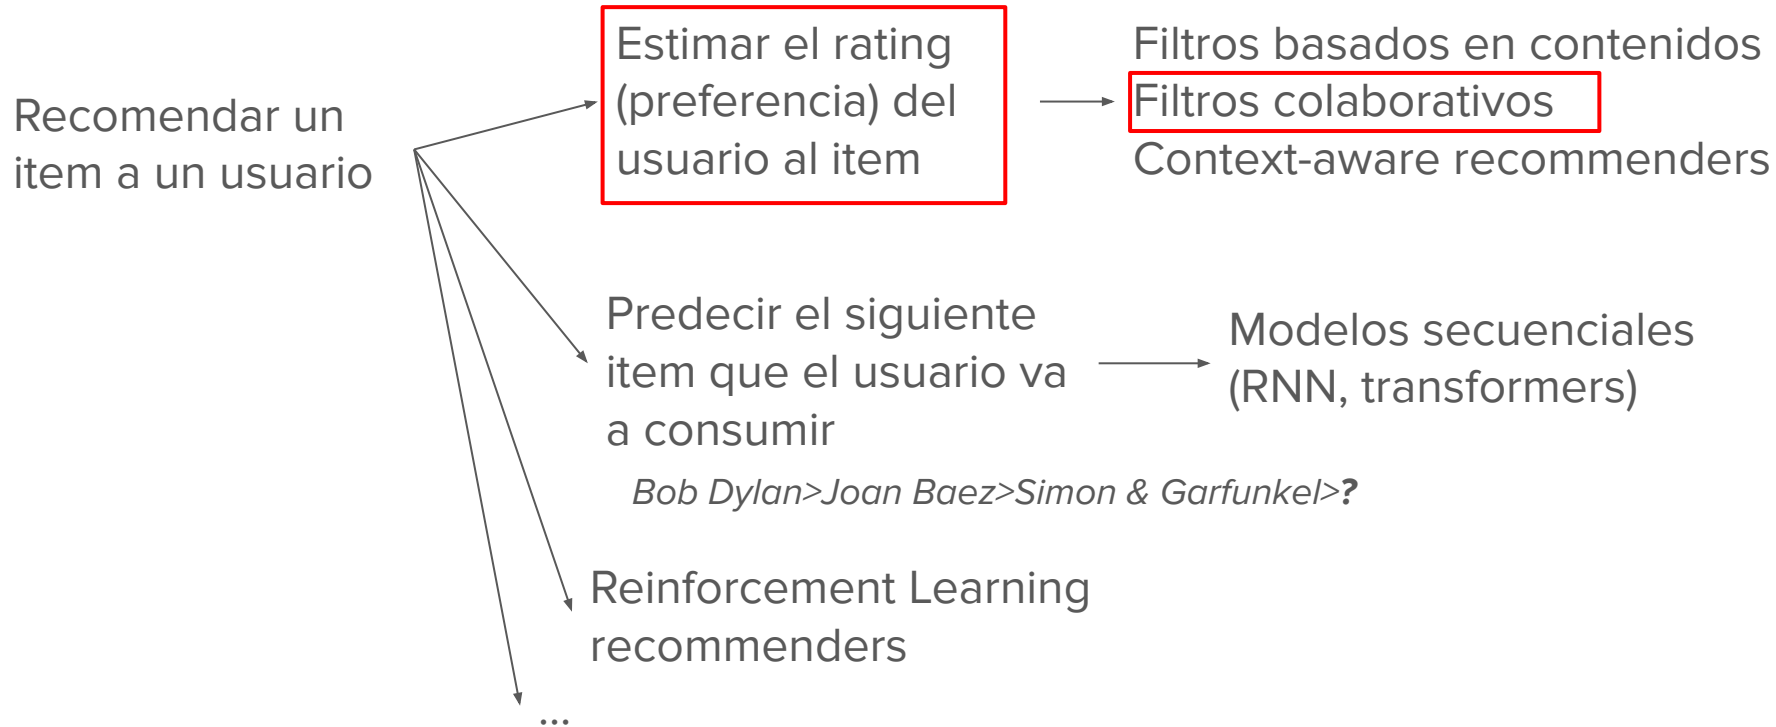 Recomendar un
item a un usuario
Estimar el rating
(preferencia) del
usuario al item
Filtros basados en contenidos
Filtros colaborativos
Context-aware recommenders
Predecir el siguiente
item que el usuario va
a consumir
Modelos secuenciales
(RNN, transformers)
Bob Dylan>Joan Baez>Simon & Garfunkel>?
Reinforcement Learning
recommenders
...